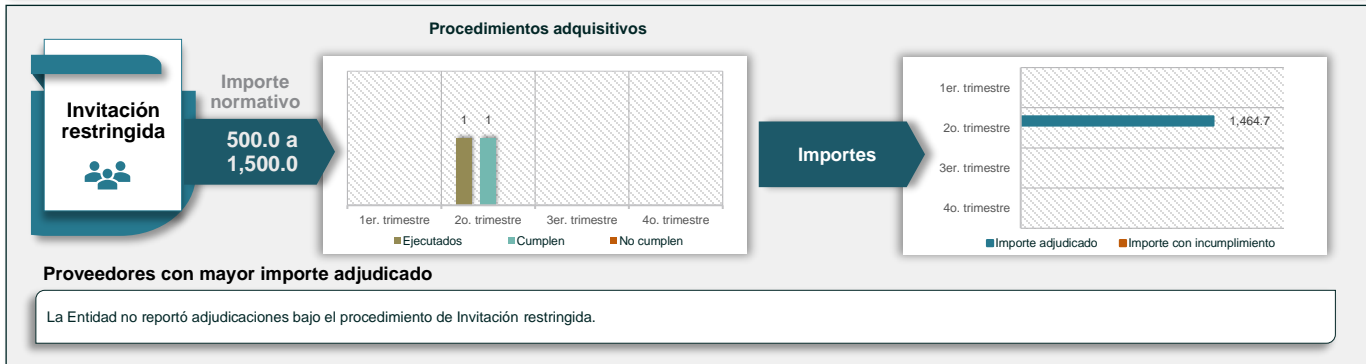 Procedimientos adquisitivos
Invitación
restringida
Importe
normativo
500.0 a
1,500.0
1 1
1er. trimestre 2o. trimestre 3er. trimestre 4o. trimestre
Ejecutados Cumplen No cumplen
Importes
1er. trimestre
2o. trimestre 1,464.7
3er. trimestre
4o. trimestre
Importe adjudicado Importe con incumplimiento
Proveedores con mayor importe adjudicado
La Entidad no reportó adjudicaciones bajo el procedimiento de Invitación restringida.